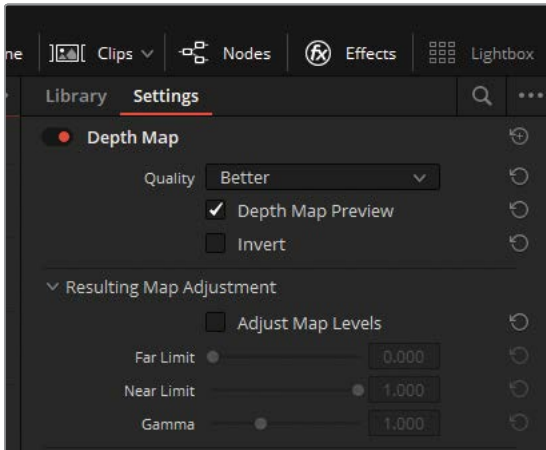 Clips Nodes fx Effects Lightbox
Library Settings
Depth Map
Quality Better
Depth Map Preview
Invert
Resulting Map Adjustment
Adjust Map Levels
Far Limit 0.000
Near Limit 1.000
Gamma 1.000